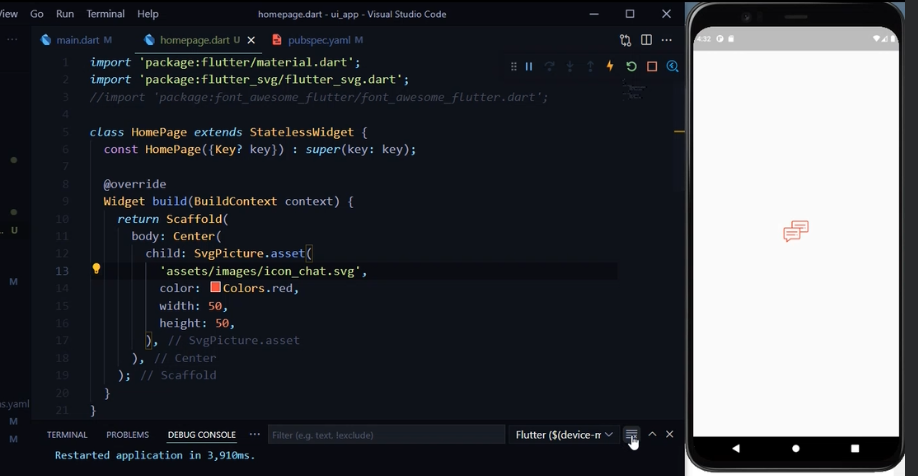 View Go Run Terminal Help homepage.dart - ui_app - Visual Studio Code
main.dart M homepage.dart U pubspec.yaml M
1 import 'package:flutter/material.dart';
2 import 'package:flutter_svg/flutter_svg.dart';
3 //import 'package:font_awesome_flutter/font_awesome_flutter.dart';
4
5 class HomePage extends StatelessWidget {
6 const HomePage({Key? key}) : super(key: key);
7
8 @override
9 Widget build(BuildContext context) {
10 return Scaffold(
11 body: Center(
12 child: SvgPicture.asset(
13 'assets/images/icon_chat.svg',
14 color: Colors.red,
15 width: 50,
16 height: 50,
17 ), // SvgPicture.asset
18 ), // Center
19 ); // Scaffold
20 }
21 }
U
M
s.yaml
M
M
TERMINAL PROBLEMS DEBUG CONSOLE ... Filter (e.g. text, !exclude) Flutter ($(device-m
Restarted application in 3,910ms.
4:32